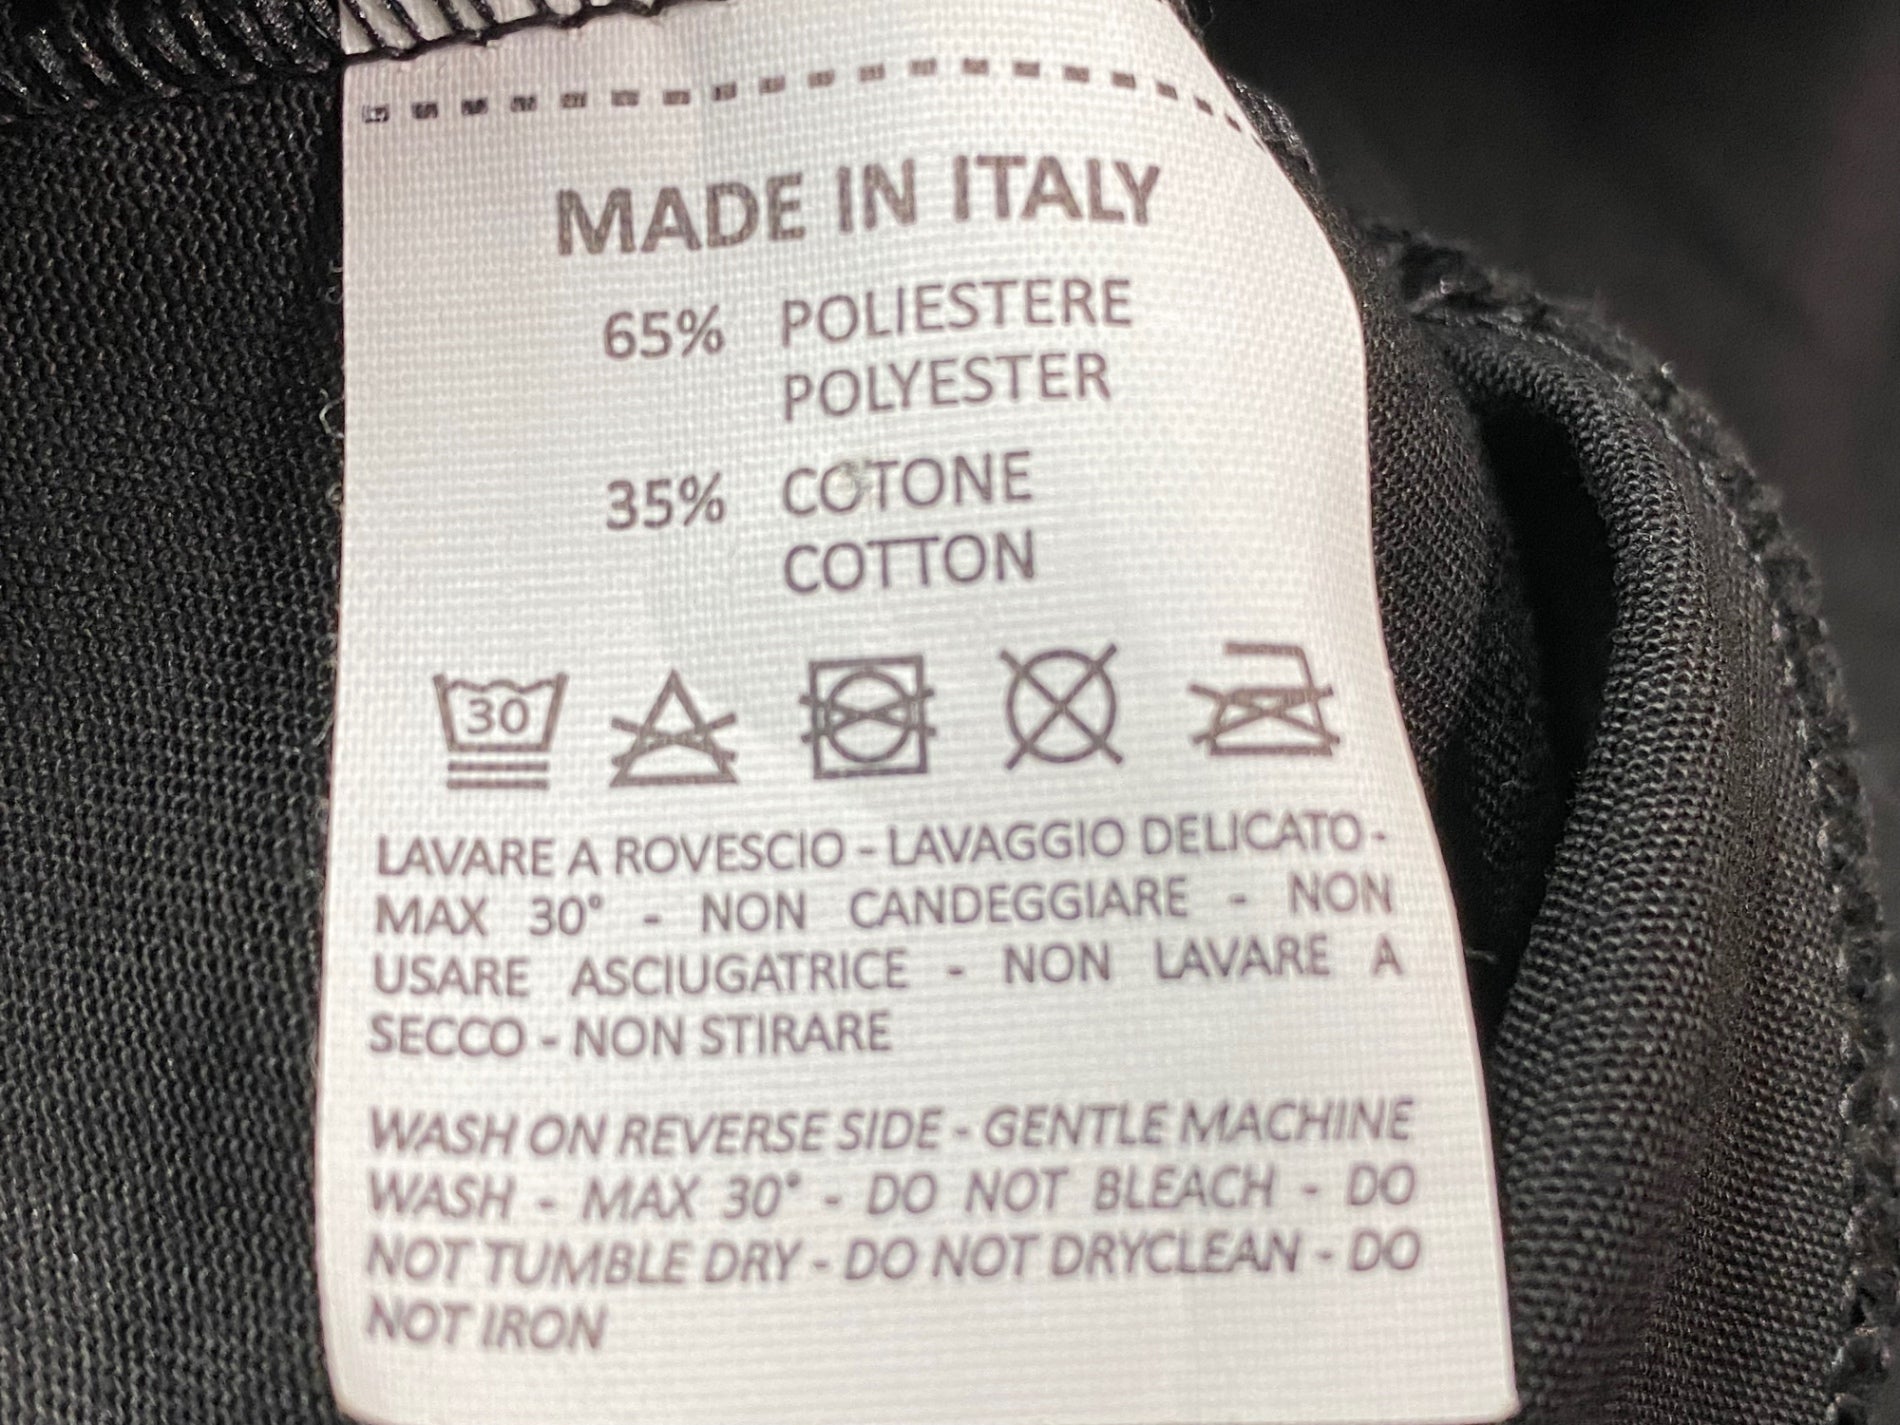 MADE IN ITALY
65% POLIESTERE
POLYESTER
35% COTONE
COTTON
30
LAVARE A ROVESCIO - LAVAGGIO DELICATO -
MAX 30° - NON CANDEGGIARE - NON
USARE ASCIUGATRICE - NON LAVARE A
SECCO - NON STIRARE
WASH ON REVERSE SIDE - GENTLE MACHINE
WASH - MAX 30° - DO NOT BLEACH - DO
NOT TUMBLE DRY - DO NOT DRYCLEAN - DO
NOT IRON